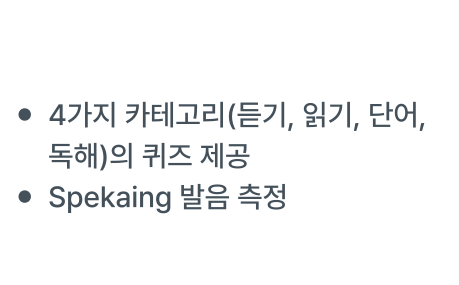 • 4가지 카테고리(듣기, 읽기, 단어,
독해)의 퀴즈 제공
• Spekaing 발음 측정